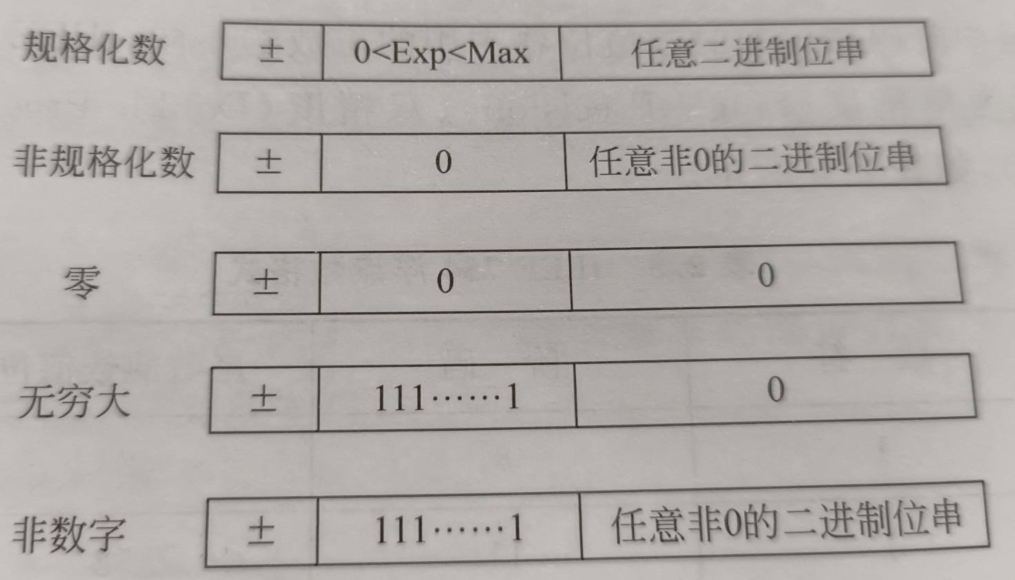 规格化数 ± 0<Exp<Max 任意二进制位串
非规格化数 ± 0 任意非0的二进制位串
零 ± 0 0
无穷大 ± 111……1 0
非数字 ± 111……1 任意非0的二进制位串